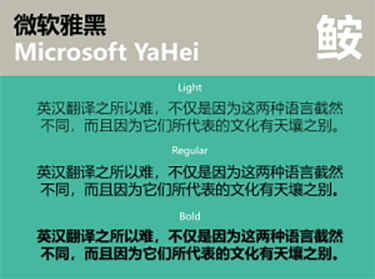 微软雅黑
Microsoft YaHei
鮟
Light
英汉翻译之所以难，不仅是因为这两种语言截然
不同，而且因为它们所代表的文化有天壤之别。
Regular
英汉翻译之所以难，不仅是因为这两种语言截然
不同，而且因为它们所代表的文化有天壤之别。
Bold
英汉翻译之所以难，不仅是因为这两种语言截然
不同，而且因为它们所代表的文化有天壤之别。